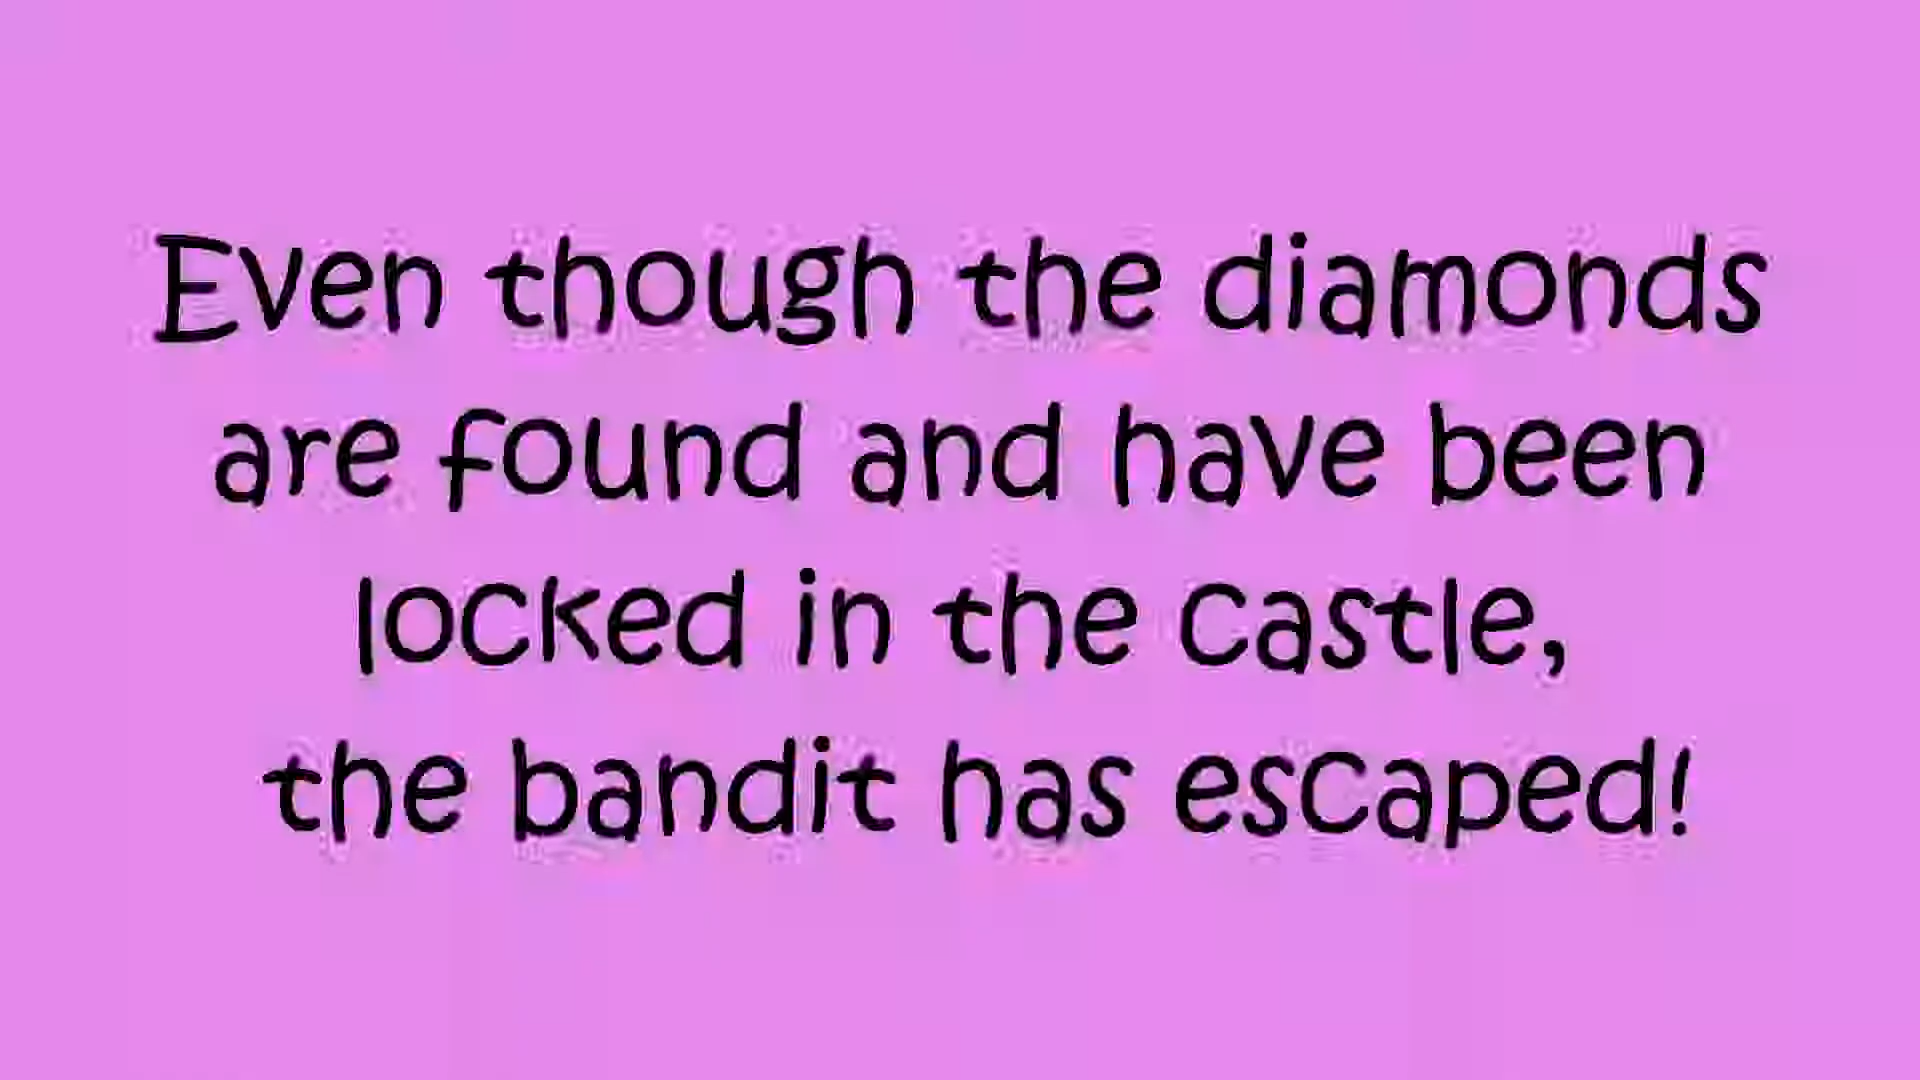 Even though the diamonds
are found and have been
locked in the castle,
the bandit has escaped!